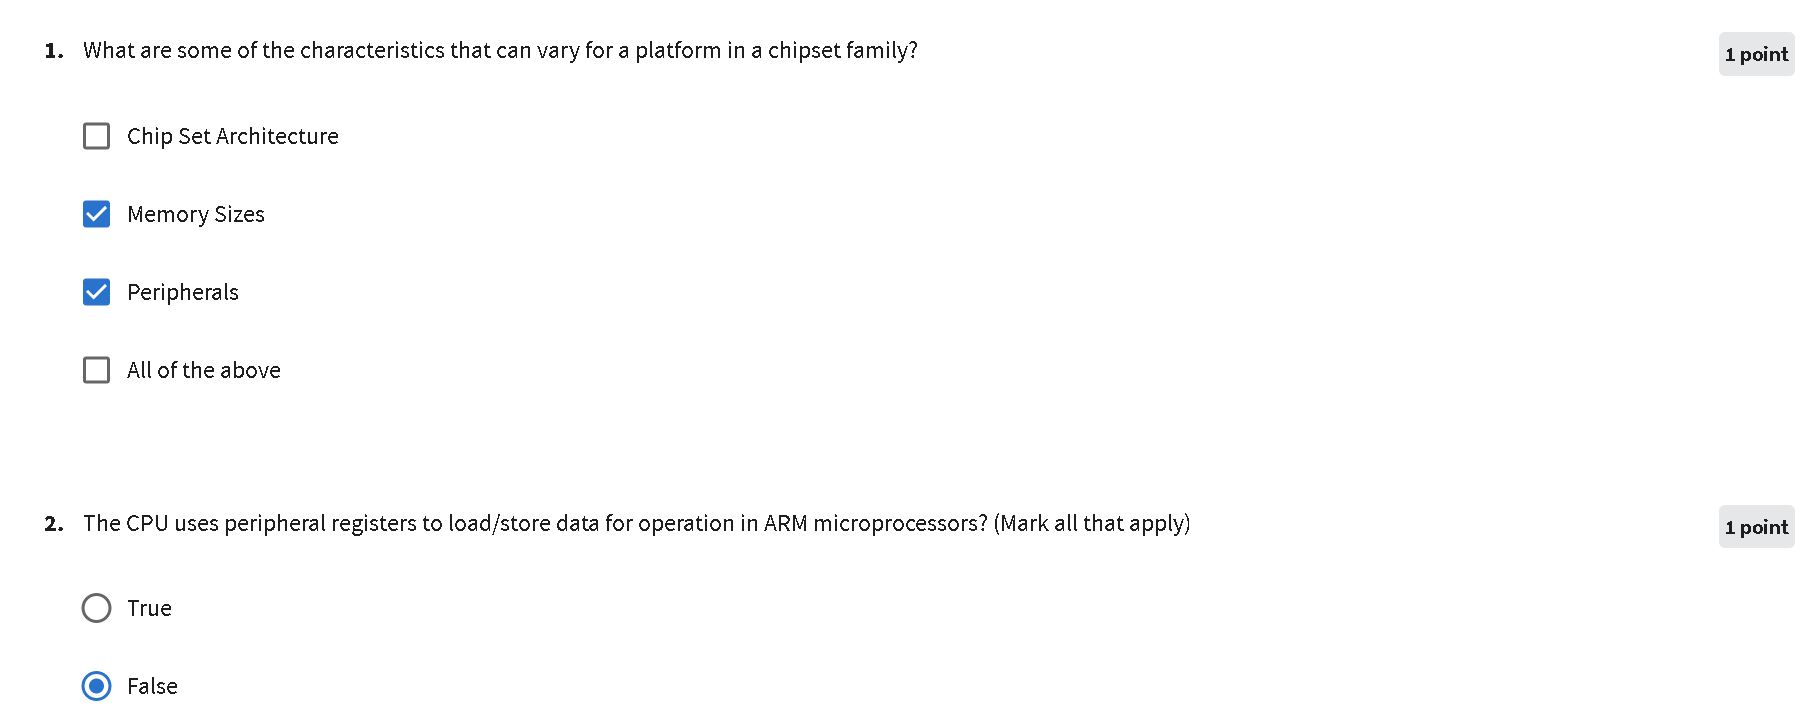 1. What are some of the characteristics that can vary for a platform in a chipset family?
1 point
Chip Set Architecture
Memory Sizes
Peripherals
All of the above
2. The CPU uses peripheral registers to load/store data for operation in ARM microprocessors? (Mark all that apply)
1 point
True
False